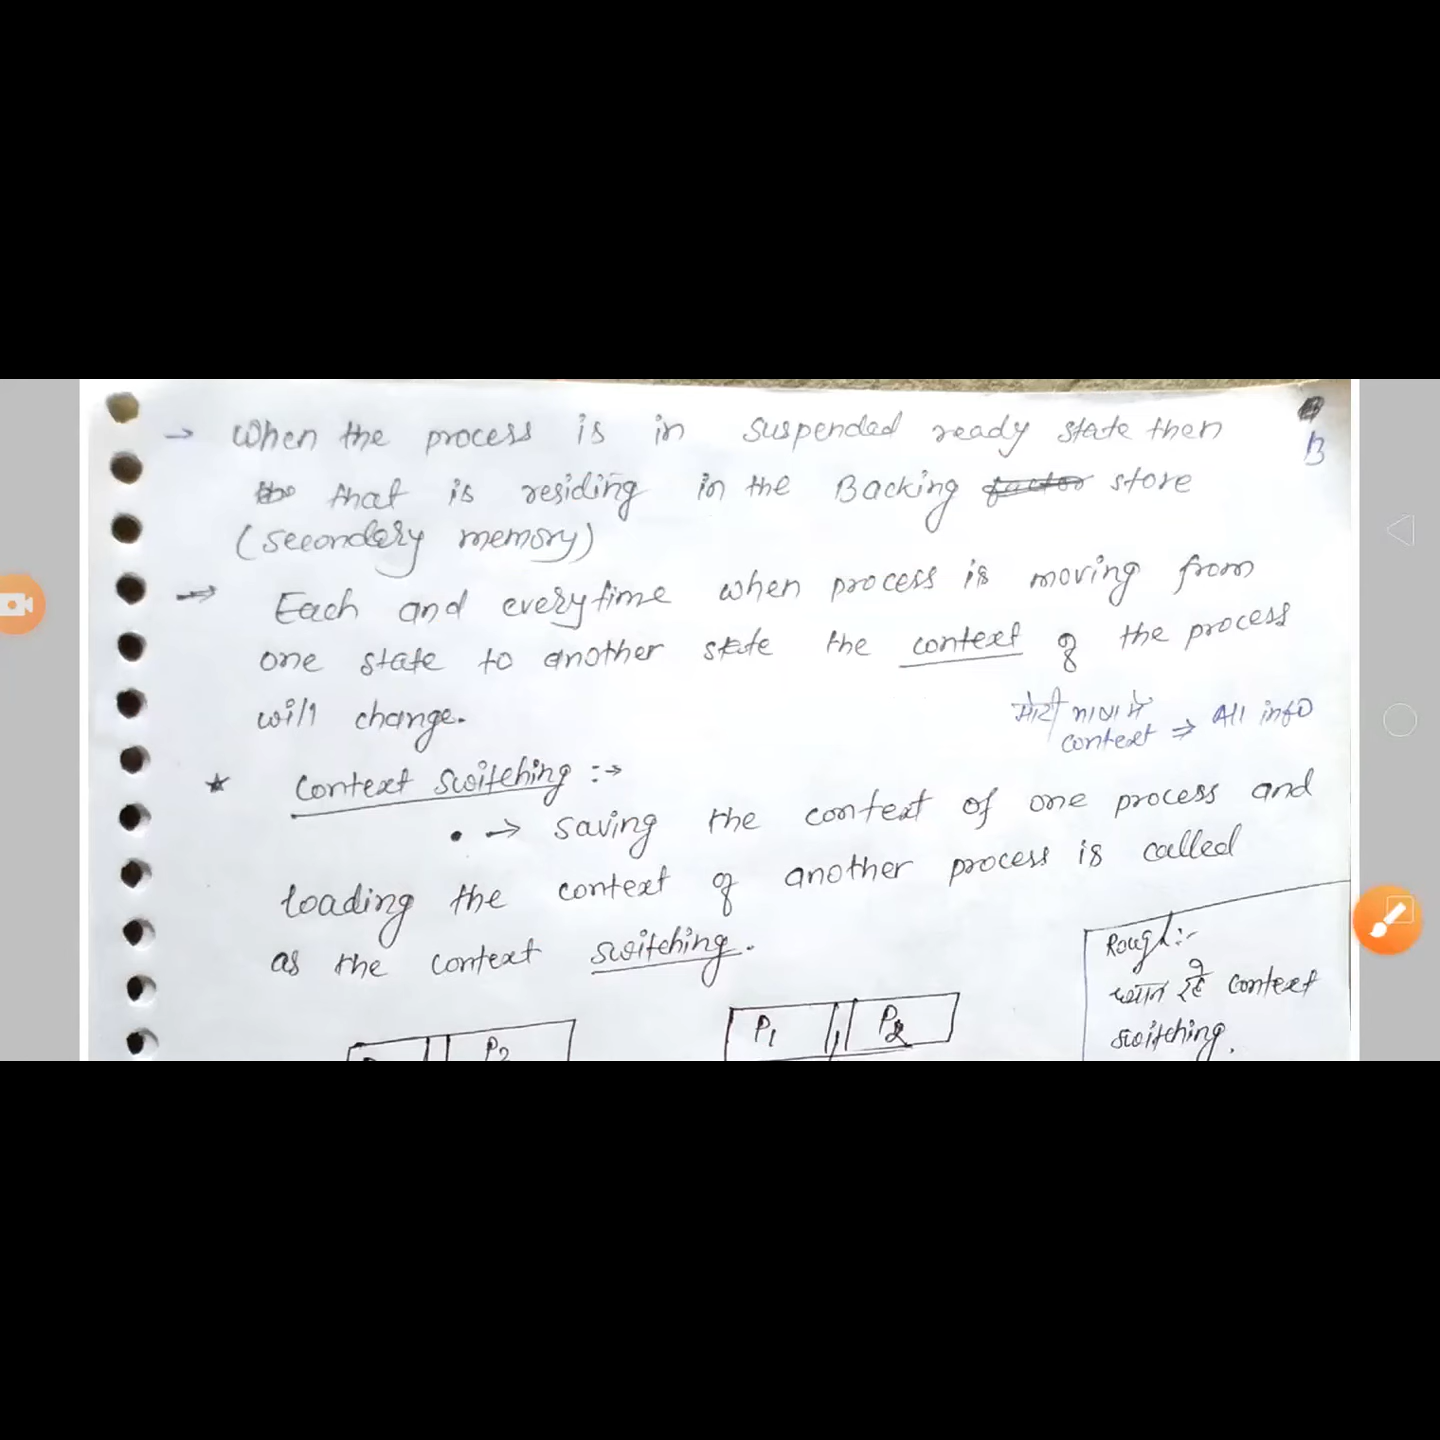 → when the process is in suspended ready state then
that is residing in the Backing factor store
(secondary memory)
→ Each and everytime when process is moving from
one state to another state the context of the process
will change.
मोटी भाषा मे
context ⇒ All info
* Context switching :→
• → saving the context of one process and
loading the context of another process is called
as the context switching.
Rough:-
ध्यान रहे context
switching.
P2
P1 P2
B